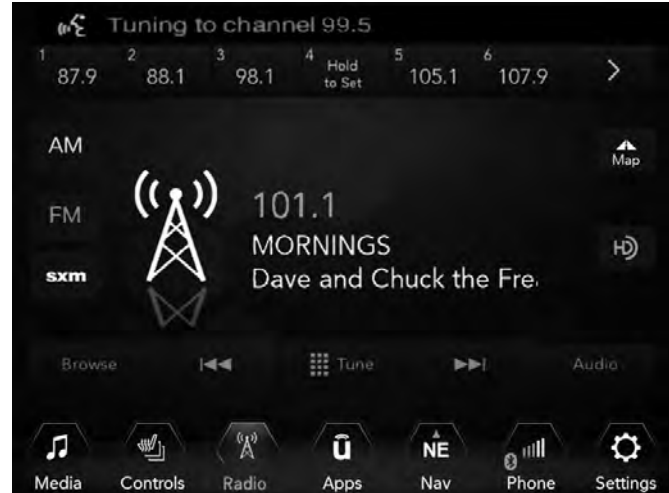 Tuning to channel 99.5
1 87.9 2 88.1 3 98.1 4 Hold to Set 5 105.1 6 107.9
AM
Map
FM
101.1
HD
MORNINGS
sxm
Dave and Chuck the Fre
Browse Tune Audio
ū NE
Media Controls Radio Apps Nav Phone Settings